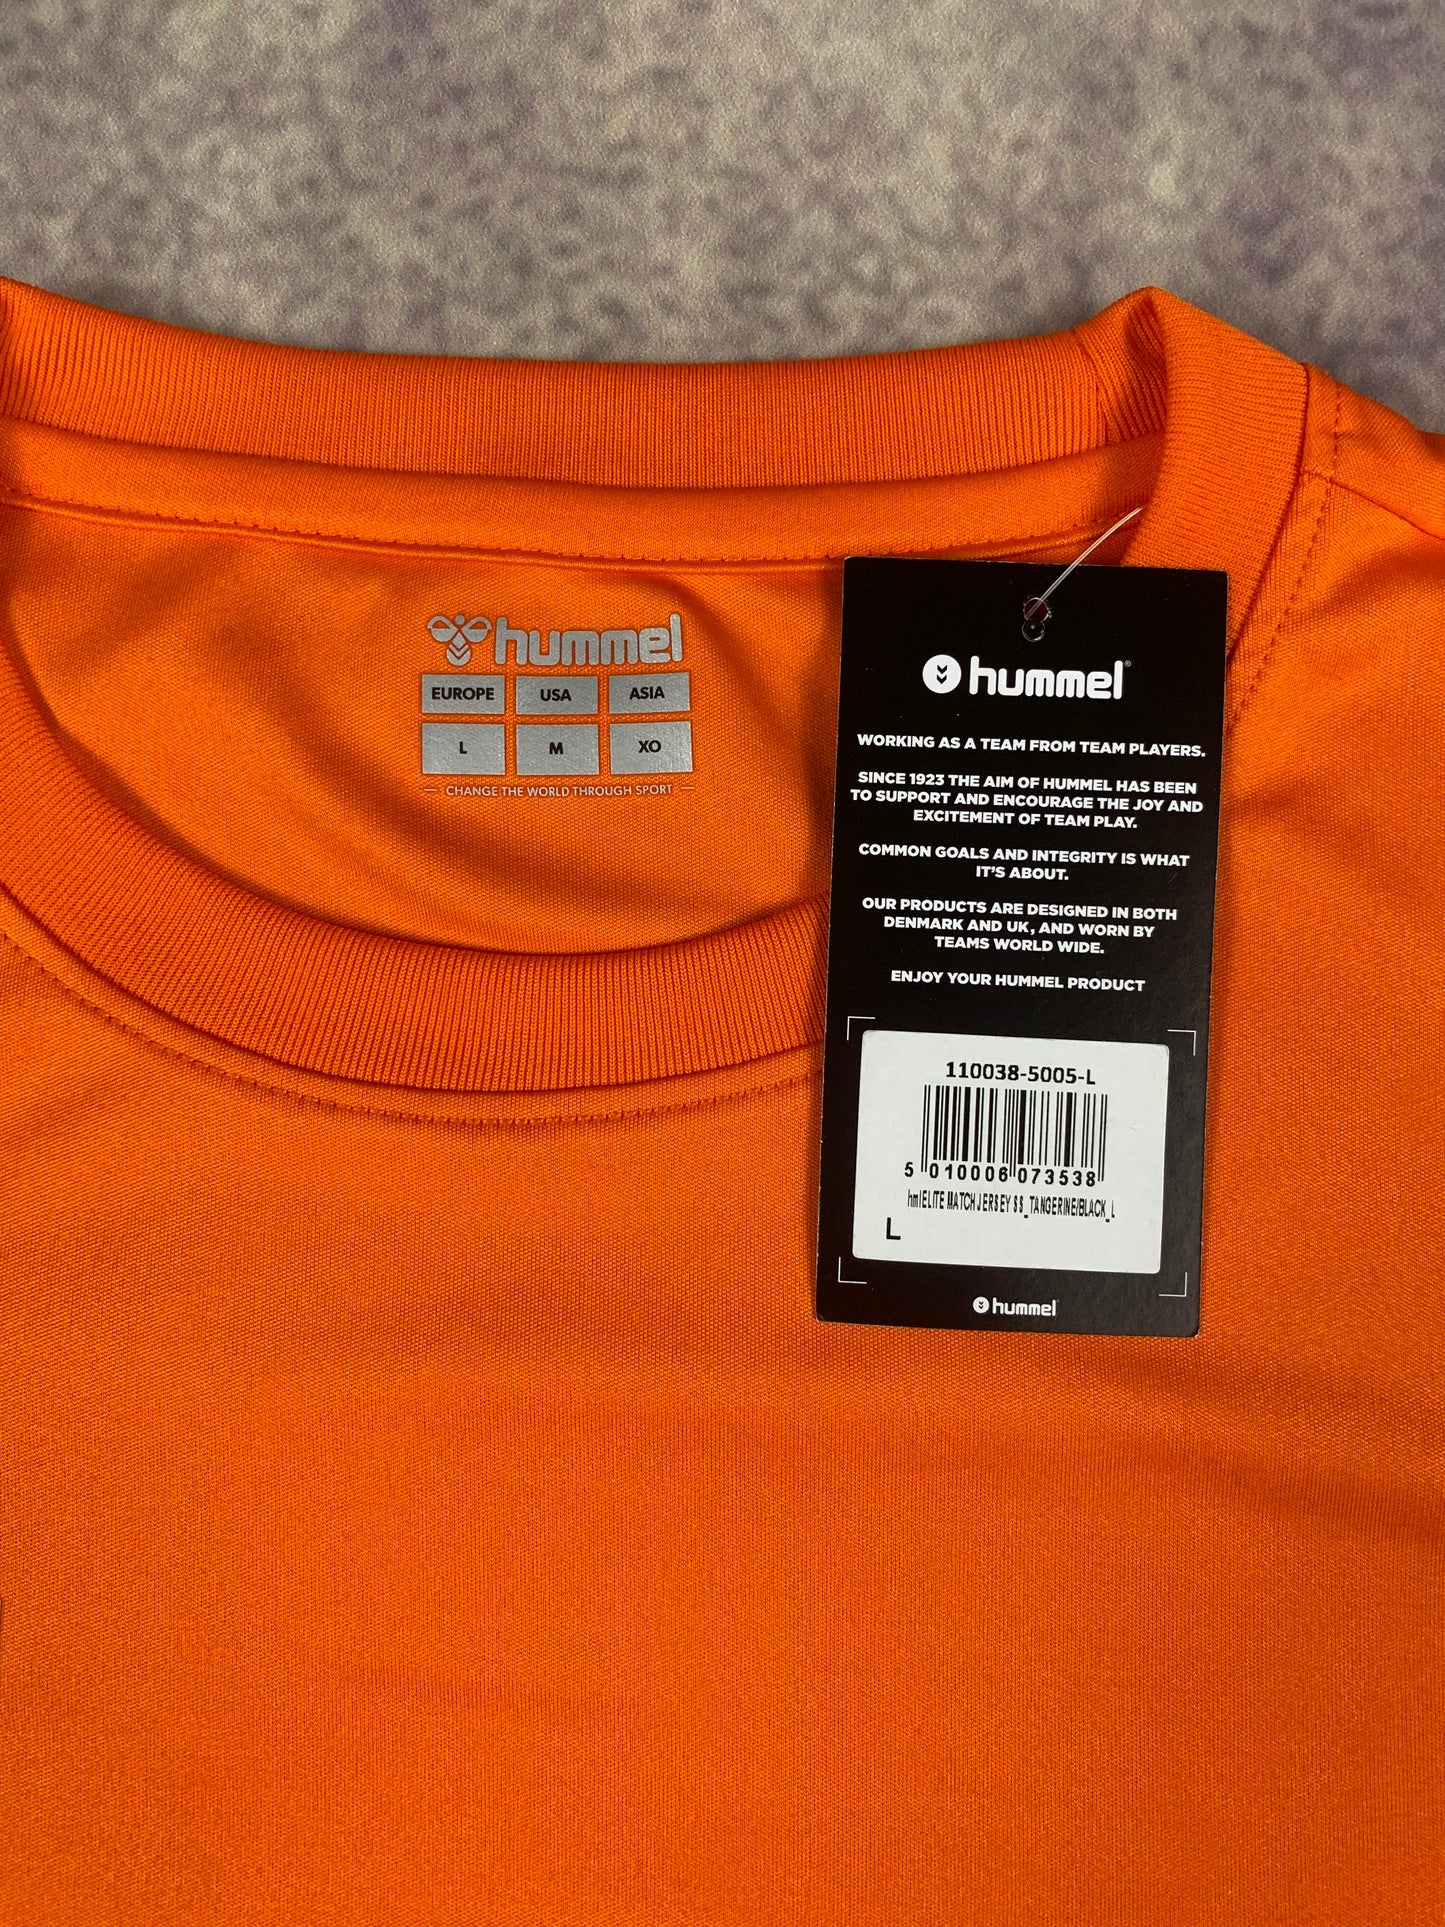 hummel
EUROPE USA ASIA
L M XO
CHANGE THE WORLD THROUGH SPORT
hummel®
WORKING AS A TEAM FROM TEAM PLAYERS.
SINCE 1923 THE AIM OF HUMMEL HAS BEEN
TO SUPPORT AND ENCOURAGE THE JOY AND
EXCITEMENT OF TEAM PLAY.
COMMON GOALS AND INTEGRITY IS WHAT
IT'S ABOUT.
OUR PRODUCTS ARE DESIGNED IN BOTH
DENMARK AND UK, AND WORN BY
TEAMS WORLD WIDE.
ENJOY YOUR HUMMEL PRODUCT
110038-5005-L
5 010006 073538
hmlELITE MATCH JERSEY SS_TANGERINE/BLACK_L
L
hummel